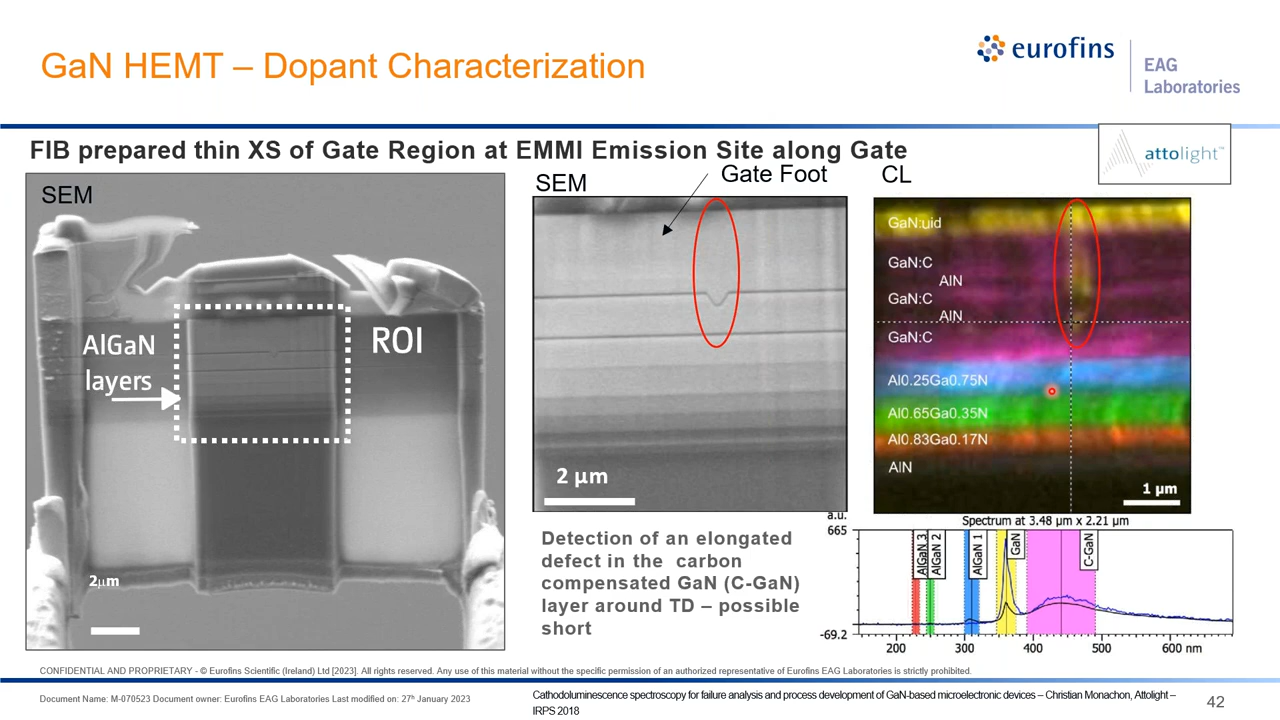 GaN HEMT – Dopant Characterization
eurofins
EAG
Laboratories
FIB prepared thin XS of Gate Region at EMMI Emission Site along Gate
attolight™
SEM
AlGaN
layers
ROI
2μm
SEM
Gate Foot
2 μm
CL
GaN:uid
GaN:C
AlN
GaN:C
AlN
GaN:C
Al0.25Ga0.75N
Al0.65Ga0.35N
Al0.83Ga0.17N
AlN
1 μm
Detection of an elongated
defect in the carbon
compensated GaN (C-GaN)
layer around TD – possible
short
a.u.
Spectrum at 3.48 μm x 2.21 μm
665
-69.2
AlGaN 3
AlGaN 2
AlGaN 1
GaN
C-GaN
200 300 400 500 600 nm
CONFIDENTIAL AND PROPRIETARY - © Eurofins Scientific (Ireland) Ltd [2023]. All rights reserved. Any use of this material without the specific permission of an authorized representative of Eurofins EAG Laboratories is strictly prohibited.
Document Name: M-070523 Document owner: Eurofins EAG Laboratories Last modified on: 27th January 2023
Cathodoluminescence spectroscopy for failure analysis and process development of GaN-based microelectronic devices – Christian Monachon, Attolight –
IRPS 2018
42